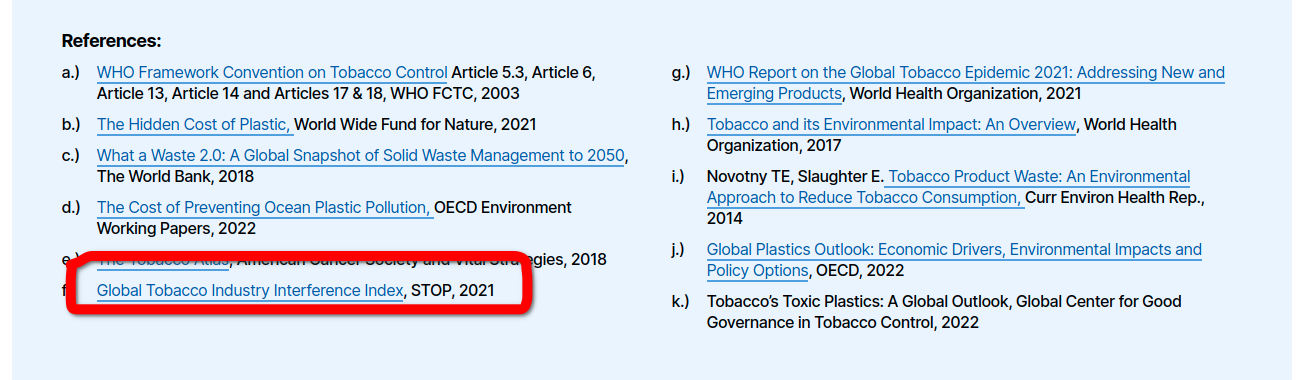 References:
a.) WHO Framework Convention on Tobacco Control Article 5.3, Article 6,
Article 13, Article 14 and Articles 17 & 18, WHO FCTC, 2003
b.) The Hidden Cost of Plastic, World Wide Fund for Nature, 2021
c.) What a Waste 2.0: A Global Snapshot of Solid Waste Management to 2050,
The World Bank, 2018
d.) The Cost of Preventing Ocean Plastic Pollution, OECD Environment
Working Papers, 2022
e.) The Tobacco Atlas, American Cancer Society and Vital Strategies, 2018
Global Tobacco Industry Interference Index, STOP, 2021
g.) WHO Report on the Global Tobacco Epidemic 2021: Addressing New and
Emerging Products, World Health Organization, 2021
h.) Tobacco and its Environmental Impact: An Overview, World Health
Organization, 2017
i.) Novotny TE, Slaughter E. Tobacco Product Waste: An Environmental
Approach to Reduce Tobacco Consumption, Curr Environ Health Rep.,
2014
j.) Global Plastics Outlook: Economic Drivers, Environmental Impacts and
Policy Options, OECD, 2022
k.) Tobacco's Toxic Plastics: A Global Outlook, Global Center for Good
Governance in Tobacco Control, 2022